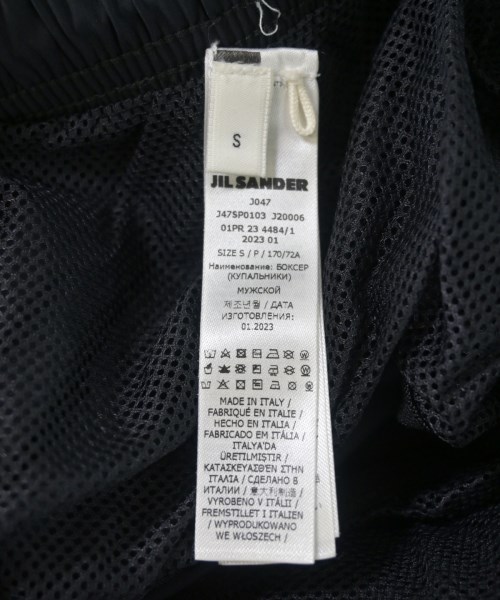 S
JIL SANDER
J047
J47SP0103 J20006
01PR 23 4484/1
2023 01
SIZE S / P / 170/72A
Наименование: БОКСЕР
(КУПАЛЬНИКИ)
МУЖСКОЙ
제조년월 / ДАТА
ИЗГОТОВЛЕНИЯ:
01.2023
MADE IN ITALY /
FABRIQUÉ EN ITALIE /
HECHO EN ITALIA /
FABRICADO EM ITÁLIA /
ITALYA'DA
ÜRETILMIŞTIR /
ΚΑΤΑΣΚΕΥΑΣΘΕΝ ΣΤΗΝ
ΙΤΑΛΙΑ / СДЕЛАНО В
ИТАЛИИ / 意大利制造 /
VYROBENO V ITÁLII /
FREMSTILLET I ITALIEN
/ WYPRODUKOWANO
WE WŁOSZECH /